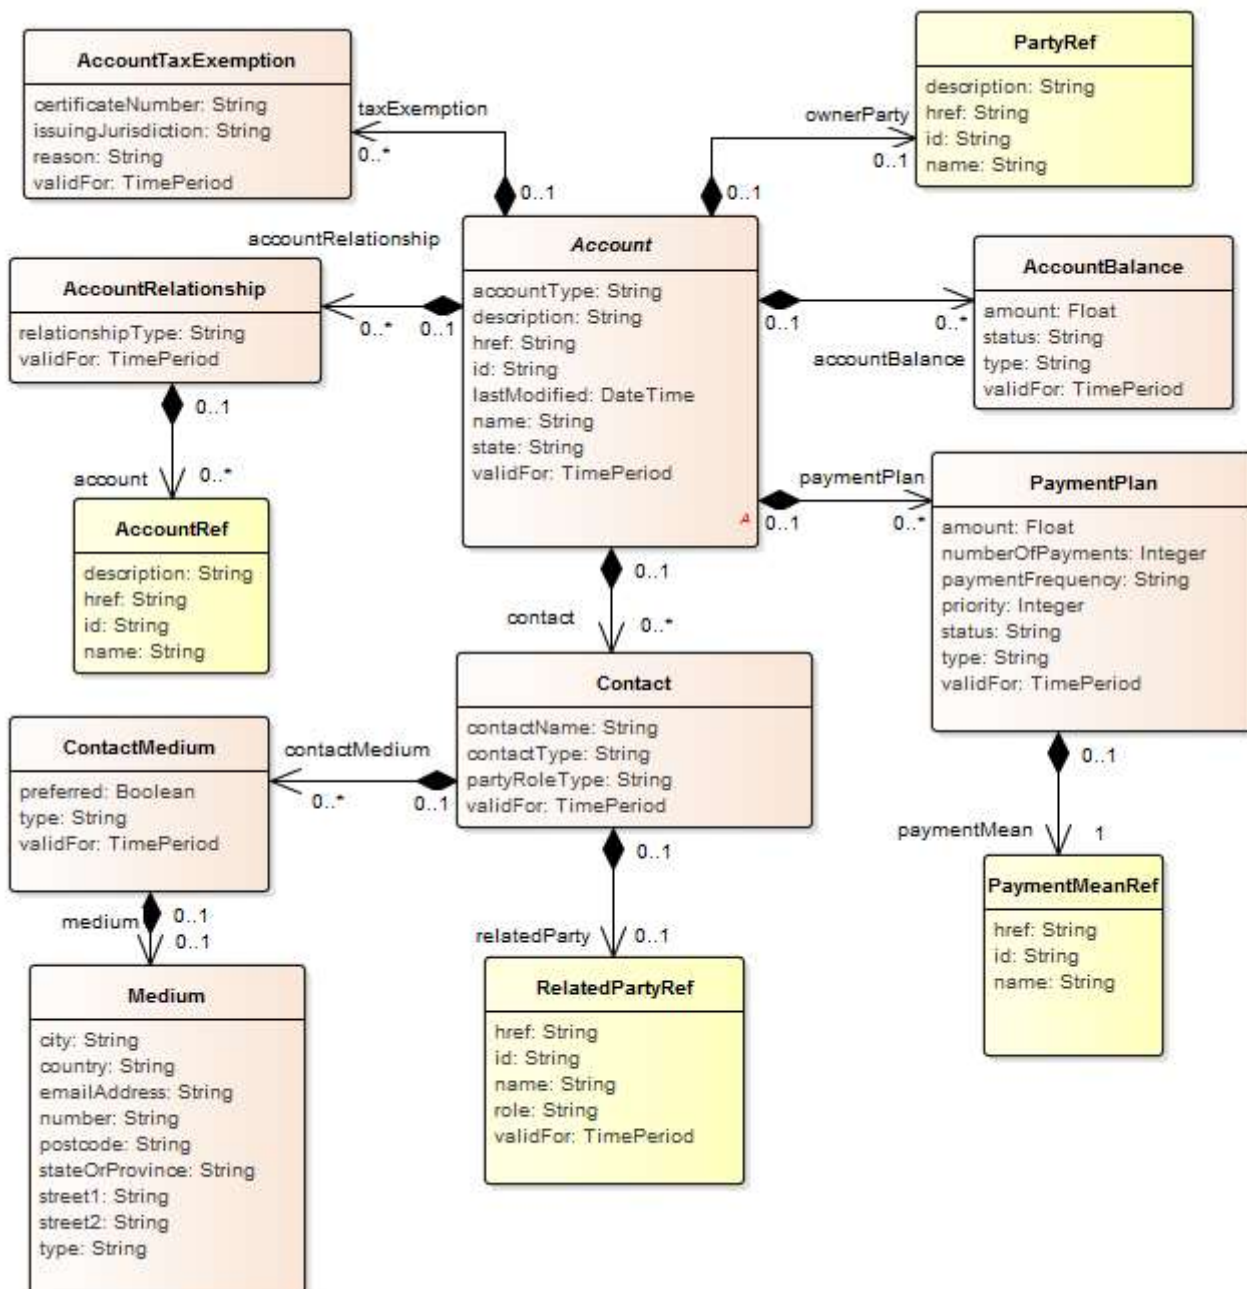 AccountTaxExemption
certificateNumber: String
issuingJurisdiction: String
reason: String
validFor: TimePeriod
taxExemption
0..*
0..1
PartyRef
description: String
href: String
id: String
name: String
ownerParty
0..1
0..1
accountRelationship
0..*
0..1
Account
accountType: String
description: String
href: String
id: String
lastModified: DateTime
name: String
state: String
validFor: TimePeriod
A
AccountRelationship
relationshipType: String
validFor: TimePeriod
0..1
account
0..*
AccountRef
description: String
href: String
id: String
name: String
0..1
0..*
accountBalance
AccountBalance
amount: Float
status: String
type: String
validFor: TimePeriod
paymentPlan
0..1
0..*
PaymentPlan
amount: Float
numberOfPayments: Integer
paymentFrequency: String
priority: Integer
status: String
type: String
validFor: TimePeriod
0..1
paymentMean
1
PaymentMeanRef
href: String
id: String
name: String
0..1
contact
0..*
Contact
contactName: String
contactType: String
partyRoleType: String
validFor: TimePeriod
contactMedium
0..*
0..1
ContactMedium
preferred: Boolean
type: String
validFor: TimePeriod
0..1
medium
0..1
Medium
city: String
country: String
emailAddress: String
number: String
postcode: String
stateOrProvince: String
street1: String
street2: String
type: String
0..1
relatedParty
0..1
RelatedPartyRef
href: String
id: String
name: String
role: String
validFor: TimePeriod